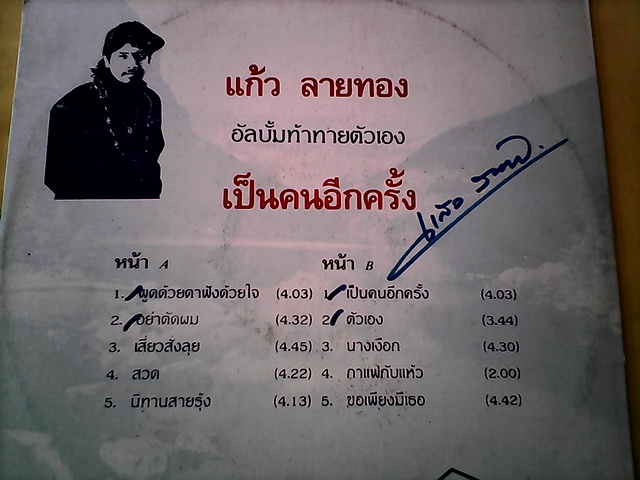 แก้ว ลายทอง
อัลบั้มท้าทายตัวเอง
เป็นคนอีกครั้ง
หน้า A
1. พูดด้วยตาฟังด้วยใจ (4.03)
2. อย่าตัดผม (4.32)
3. เสี่ยวสังลุย (4.45)
4. สวด (4.22)
5. นิทานสายรุ้ง (4.13)
หน้า B
1. เป็นคนอีกครั้ง (4.03)
2. ตัวเอง (3.44)
3. นางเงือก (4.30)
4. กาแฟกับแห้ว (2.00)
5. ขอเพียงมีเธอ (4.42)